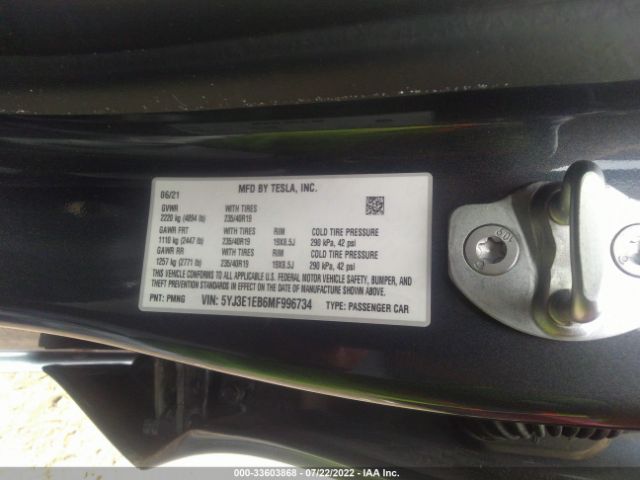 06/21 MFD BY TESLA, INC.
GVWR WITH TIRES
2220 kg (4894 lb) 235/40R19
GAWR FRT WITH TIRES RIM COLD TIRE PRESSURE
1110 kg (2447 lb) 235/40R19 19X8.5J 290 kPa, 42 psi
GAWR RR WITH TIRES RIM COLD TIRE PRESSURE
1257 kg (2771 lb) 235/40R19 19X8.5J 290 kPa, 42 psi
THIS VEHICLE CONFORMS TO ALL APPLICABLE U.S. FEDERAL MOTOR VEHICLE SAFETY, BUMPER, AND
THEFT PREVENTION STANDARDS IN EFFECT ON THE DATE OF MANUFACTURE SHOWN ABOVE.
PNT: PMNG VIN: 5YJ3E1EB6MF996734 TYPE: PASSENGER CAR
000-33603868 - 07/22/2022 - IAA Inc.